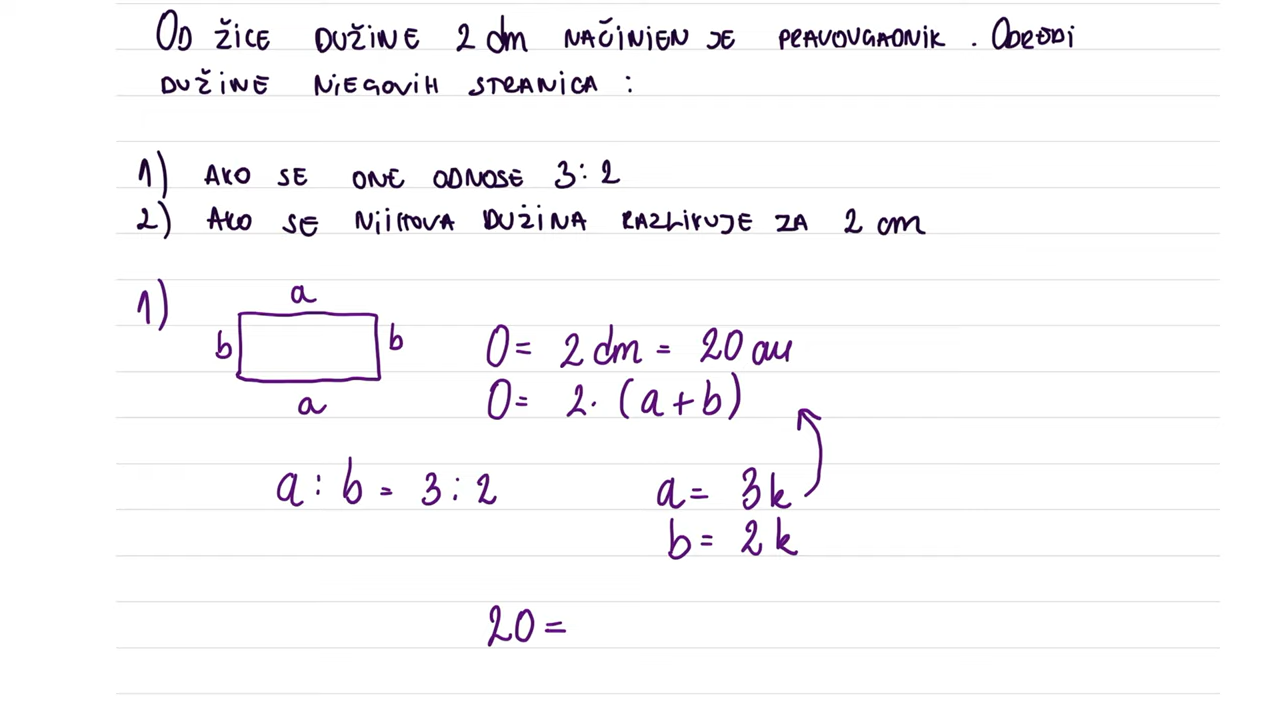 OD ŽICE DUŽINE 2 dm NAČINJEN JE PRAVOUGAONIK. ODREDI
DUŽINE NJEGOVIH STRANICA:
1) AKO SE ONE ODNOSE 3:2
2) AKO SE NJIHOVA DUŽINA RAZLIKUJE ZA 2 cm
1)
a
b
b
a
O = 2 dm = 20 cm
O = 2·(a+b)
a:b = 3:2
a = 3k
b = 2k
20 =